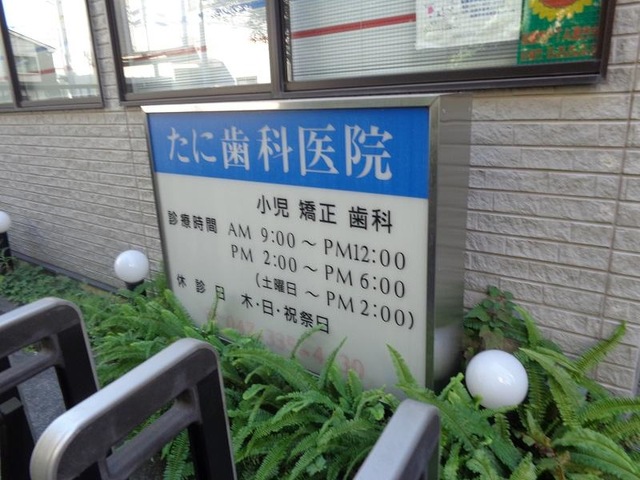 たに歯科医院
小児 矯正 歯科
診療時間 AM 9:00～PM12:00
PM 2:00～PM 6:00
(土曜日～PM 2:00)
休診日 木・日・祝祭日